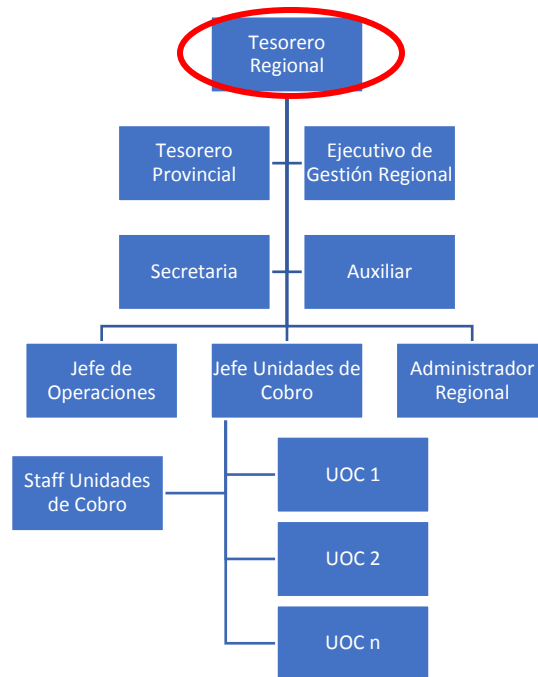 Tesorero
Regional
Tesorero
Provincial
Ejecutivo de
Gestión Regional
Secretaria
Auxiliar
Jefe de
Operaciones
Jefe Unidades de
Cobro
Administrador
Regional
Staff Unidades
de Cobro
UOC 1
UOC 2
UOC n